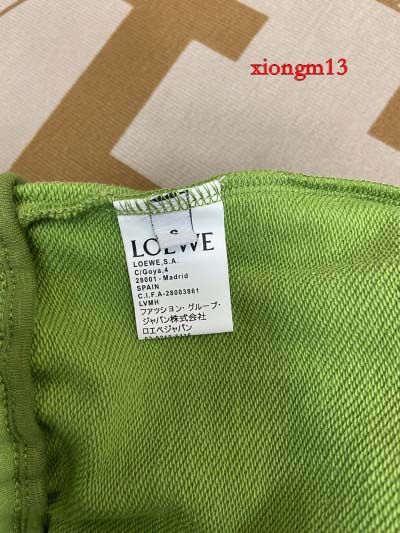 xiongm13
S
LOEWE
LOEWE, S.A.
C/Goya, 4
28001 - Madrid
SPAIN
C.I.F.A-28003861
LVMH
ファッション・グループ・
ジャパン株式会社
ロエベジャパン